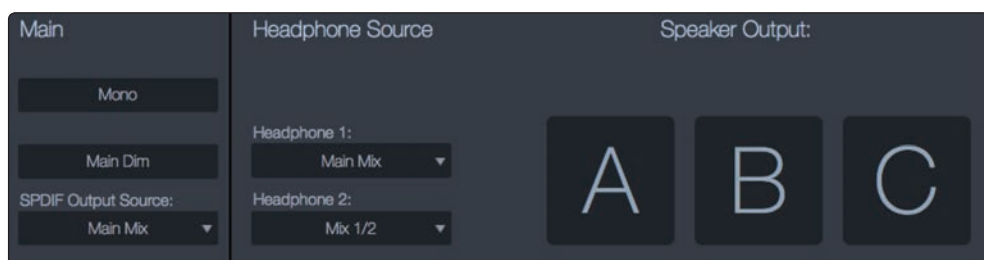 Main
Mono
Main Dim
SPDIF Output Source:
Main Mix
Headphone Source
Headphone 1:
Main Mix
Headphone 2:
Mix 1/2
Speaker Output:
A
B
C